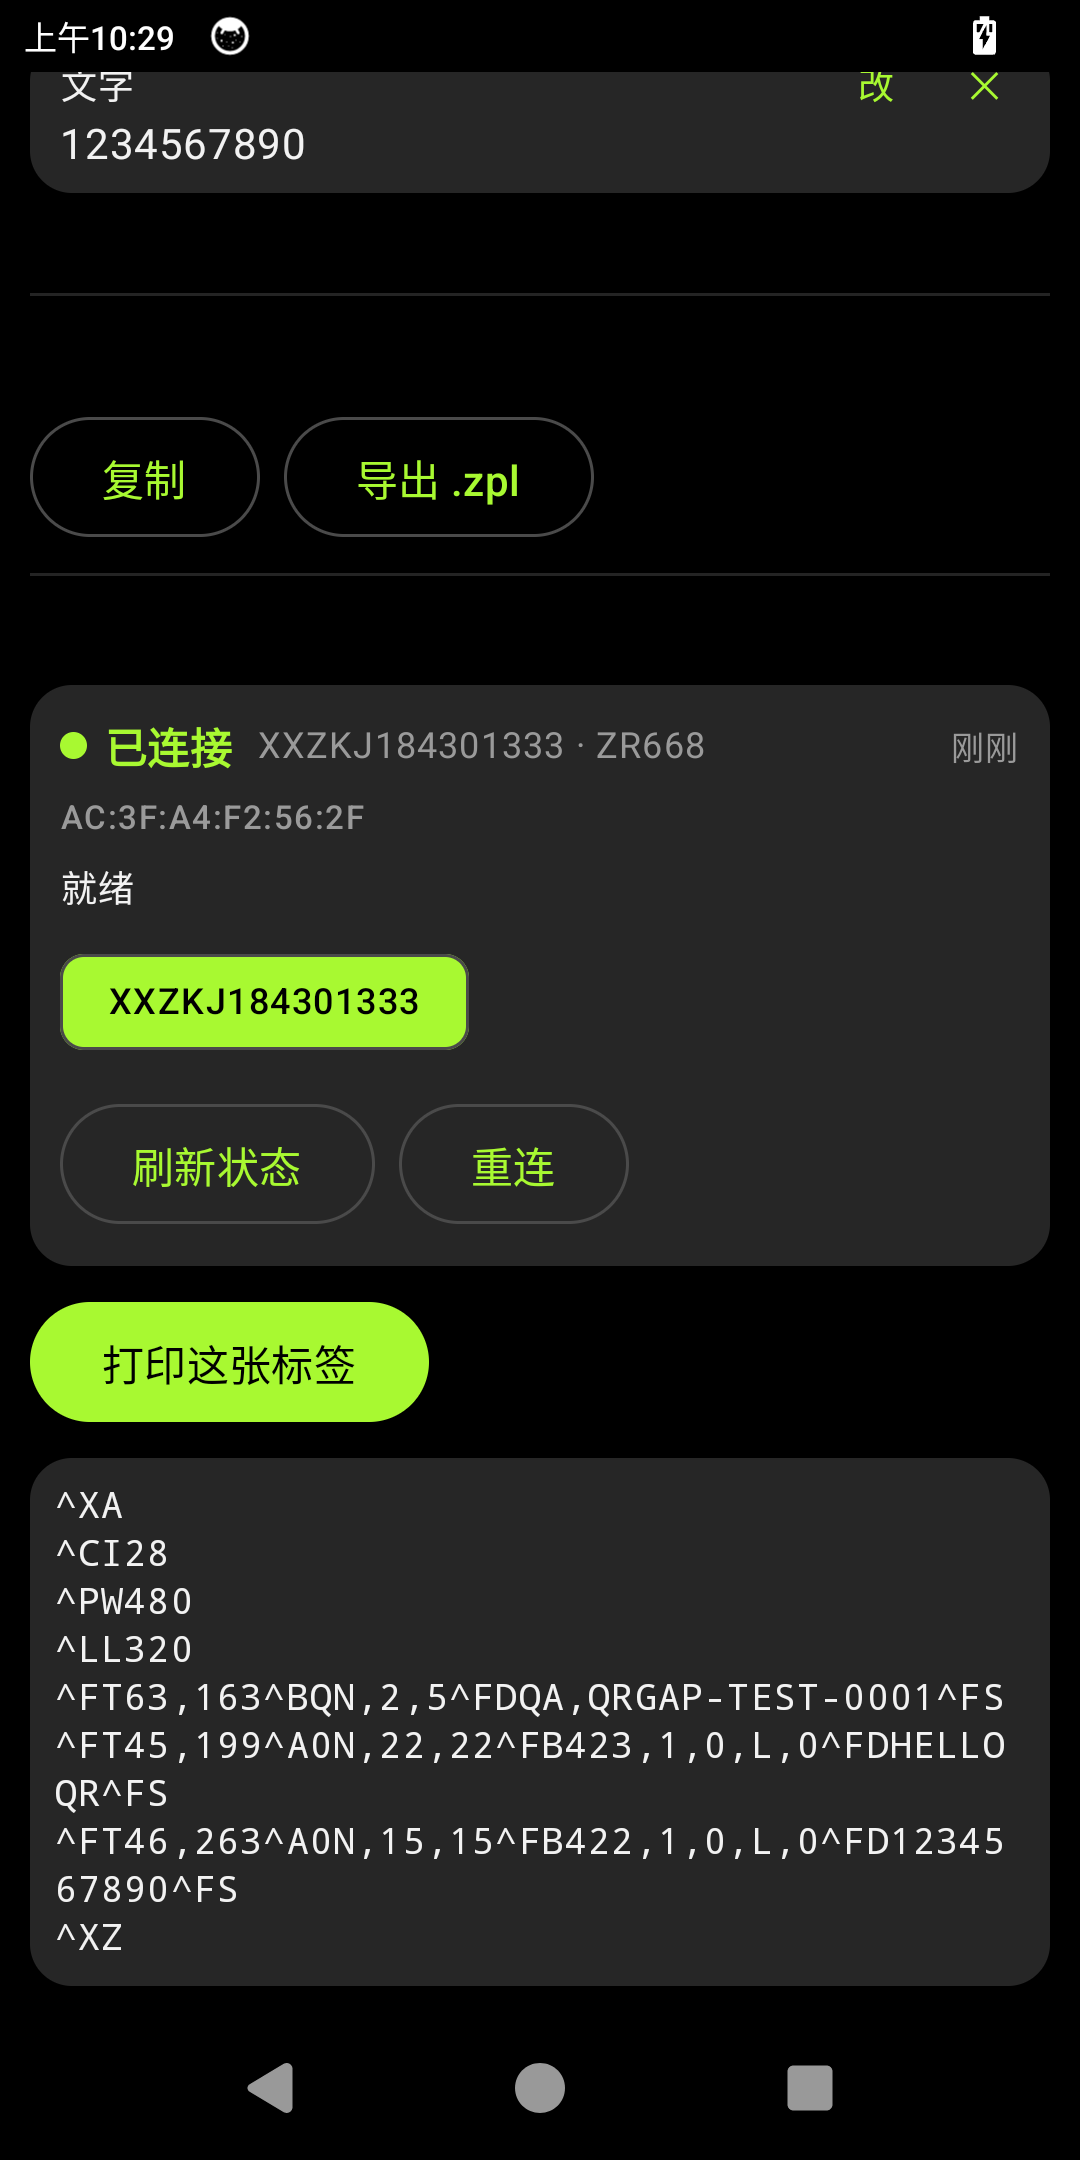 上午10:29
文字 改 ×
1234567890
复制 导出 .zpl
已连接 XXZKJ184301333 · ZR668 刚刚
AC:3F:A4:F2:56:2F
就绪
XXZKJ184301333
刷新状态 重连
打印这张标签
^XA
^CI28
^PW480
^LL320
^FT63,163^BQN,2,5^FDQA,QRGAP-TEST-0001^FS
^FT45,199^A0N,22,22^FB423,1,0,L,0^FDHELLO
QR^FS
^FT46,263^A0N,15,15^FB422,1,0,L,0^FD12345
67890^FS
^XZ